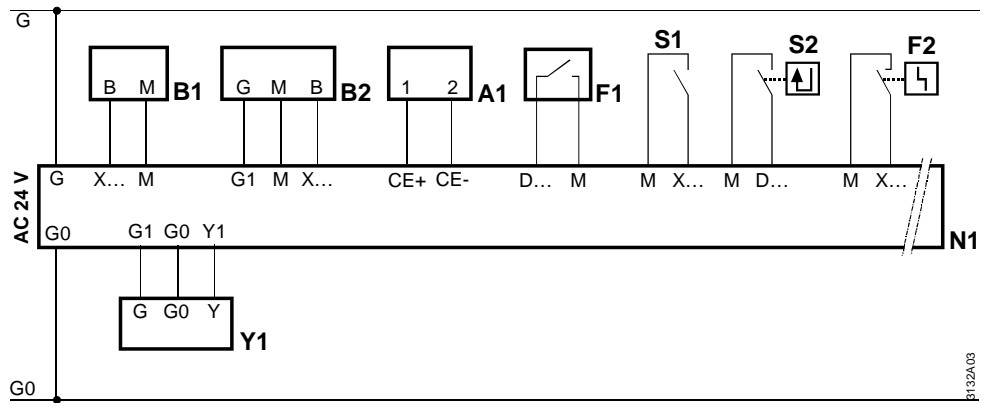 G
S1 S2 F2
B M B1 G M B B2 1 2 A1 F1
G X... M G1 M X... CE+ CE- D... M M X... M D... M X...
AC 24 V
G0 G1 G0 Y1
N1
G G0 Y
Y1
G0
3132A03